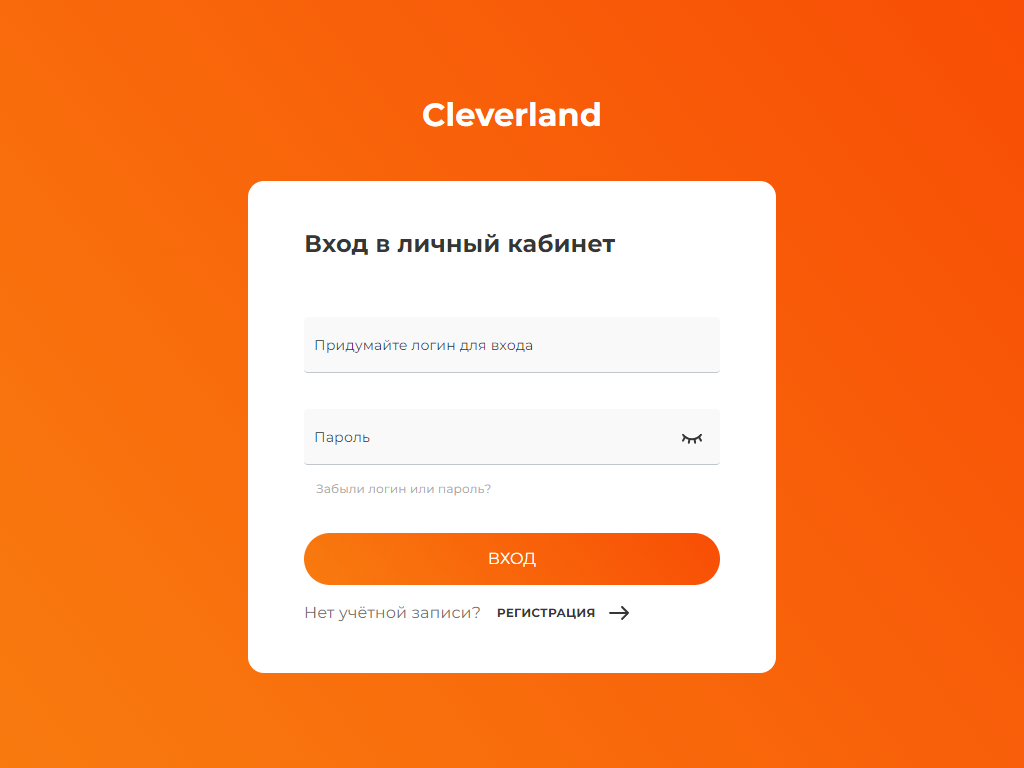 Cleverland
Вход в личный кабинет
Придумайте логин для входа
Пароль
Забыли логин или пароль?
ВХОД
Нет учётной записи? РЕГИСТРАЦИЯ